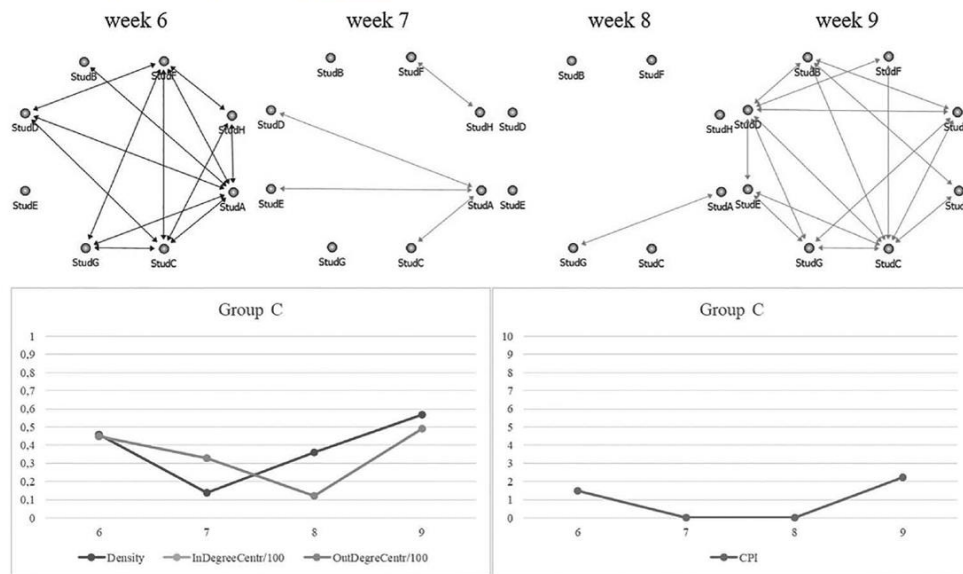 week 6
week 7
week 8
week 9
StudB
StudF
StudD
StudH
StudE
StudA
StudG
StudC
StudB
StudF
StudD
StudH
StudE
StudA
StudG
StudC
StudB
StudF
StudD
StudH
StudE
StudA
StudG
StudC
StudB
StudF
StudD
StudE
StudG
StudC
Group C
1
0,9
0,8
0,7
0,6
0,5
0,4
0,3
0,2
0,1
0
6 7 8 9
Density InDegreeCentr/100 OutDegreCentr/100
Group C
10
9
8
7
6
5
4
3
2
1
0
6 7 8 9
CPI